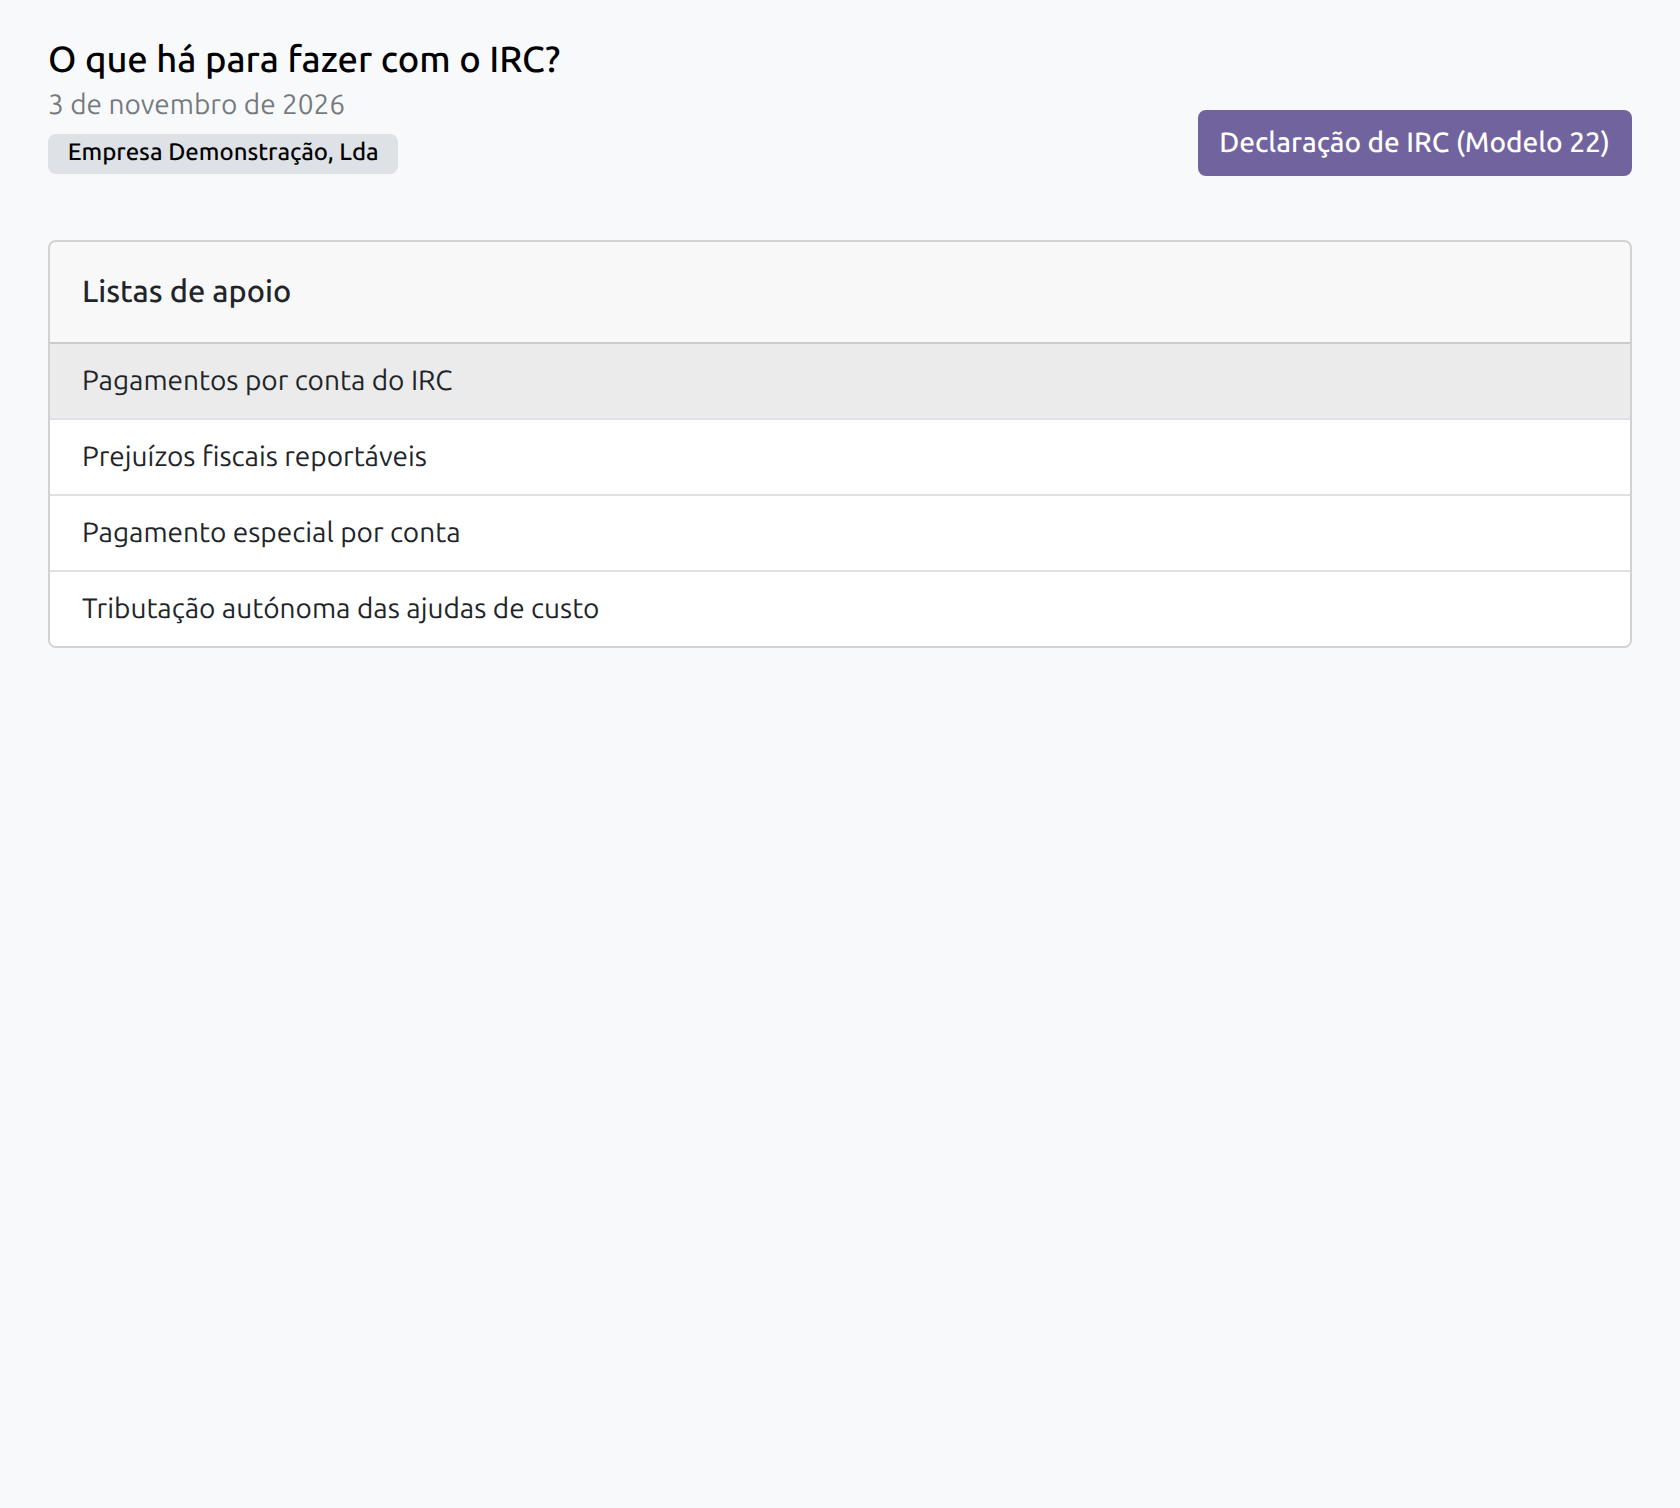 O que há para fazer com o IRC?
3 de novembro de 2026
Empresa Demonstração, Lda
Declaração de IRC (Modelo 22)
Listas de apoio
Pagamentos por conta do IRC
Prejuízos fiscais reportáveis
Pagamento especial por conta
Tributação autónoma das ajudas de custo